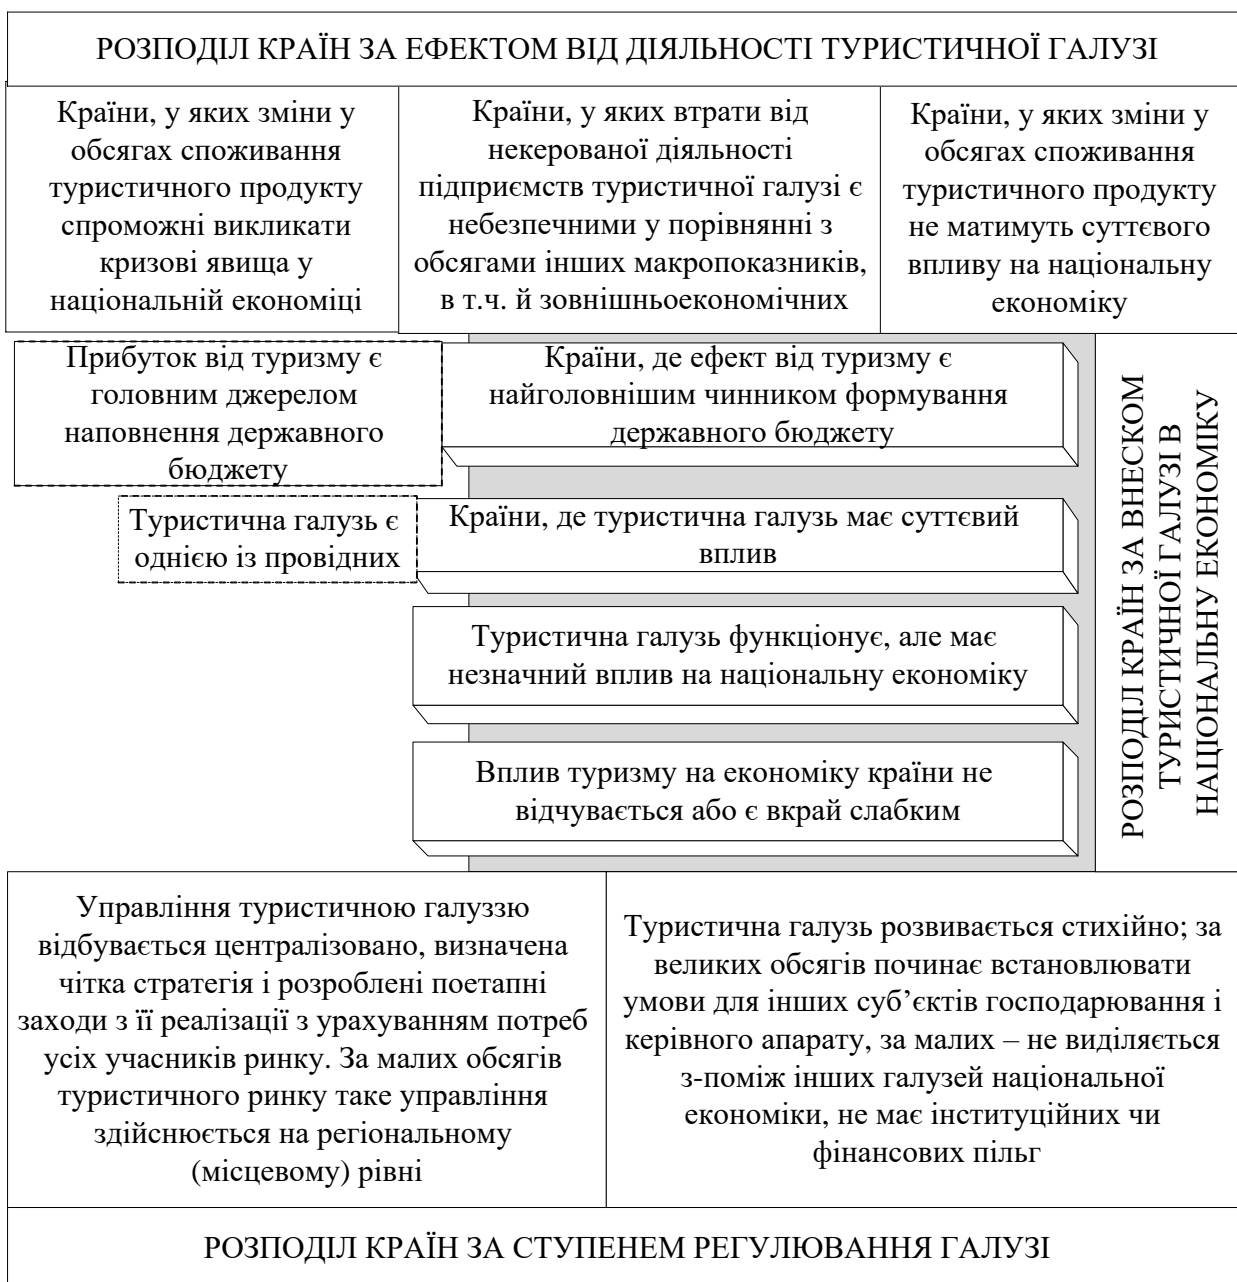 РОЗПОДІЛ КРАЇН ЗА ЕФЕКТОМ ВІД ДІЯЛЬНОСТІ ТУРИСТИЧНОЇ ГАЛУЗІ
Країни, у яких зміни у
обсягах споживання
туристичного продукту
спроможні викликати
кризові явища у
національній економіці
Країни, у яких втрати від
некерованої діяльності
підприємств туристичної галузі є
небезпечними у порівнянні з
обсягами інших макропоказників,
в т.ч. й зовнішньоекономічних
Країни, у яких зміни у
обсягах споживання
туристичного продукту
не матимуть суттєвого
впливу на національну
економіку
Прибуток від туризму є
головним джерелом
наповнення державного
бюджету
Країни, де ефект від туризму є
найголовнішим чинником формування
державного бюджету
Туристична галузь є
однією із провідних
Країни, де туристична галузь має суттєвий
вплив
Туристична галузь функціонує, але має
незначний вплив на національну економіку
Вплив туризму на економіку країни не
відчувається або є вкрай слабким
РОЗПОДІЛ КРАЇН ЗА ВНЕСКОМ
ТУРИСТИЧНОЇ ГАЛУЗІ В
НАЦІОНАЛЬНУ ЕКОНОМІКУ
Управління туристичною галуззю
відбувається централізовано, визначена
чітка стратегія і розроблені поетапні
заходи з її реалізації з урахуванням потреб
усіх учасників ринку. За малих обсягів
туристичного ринку таке управління
здійснюється на регіональному
(місцевому) рівні
Туристична галузь розвивається стихійно; за
великих обсягів починає встановлювати
умови для інших суб’єктів господарювання і
керівного апарату, за малих – не виділяється
з-поміж інших галузей національної
економіки, не має інституційних чи
фінансових пільг
РОЗПОДІЛ КРАЇН ЗА СТУПЕНЕМ РЕГУЛЮВАННЯ ГАЛУЗІ